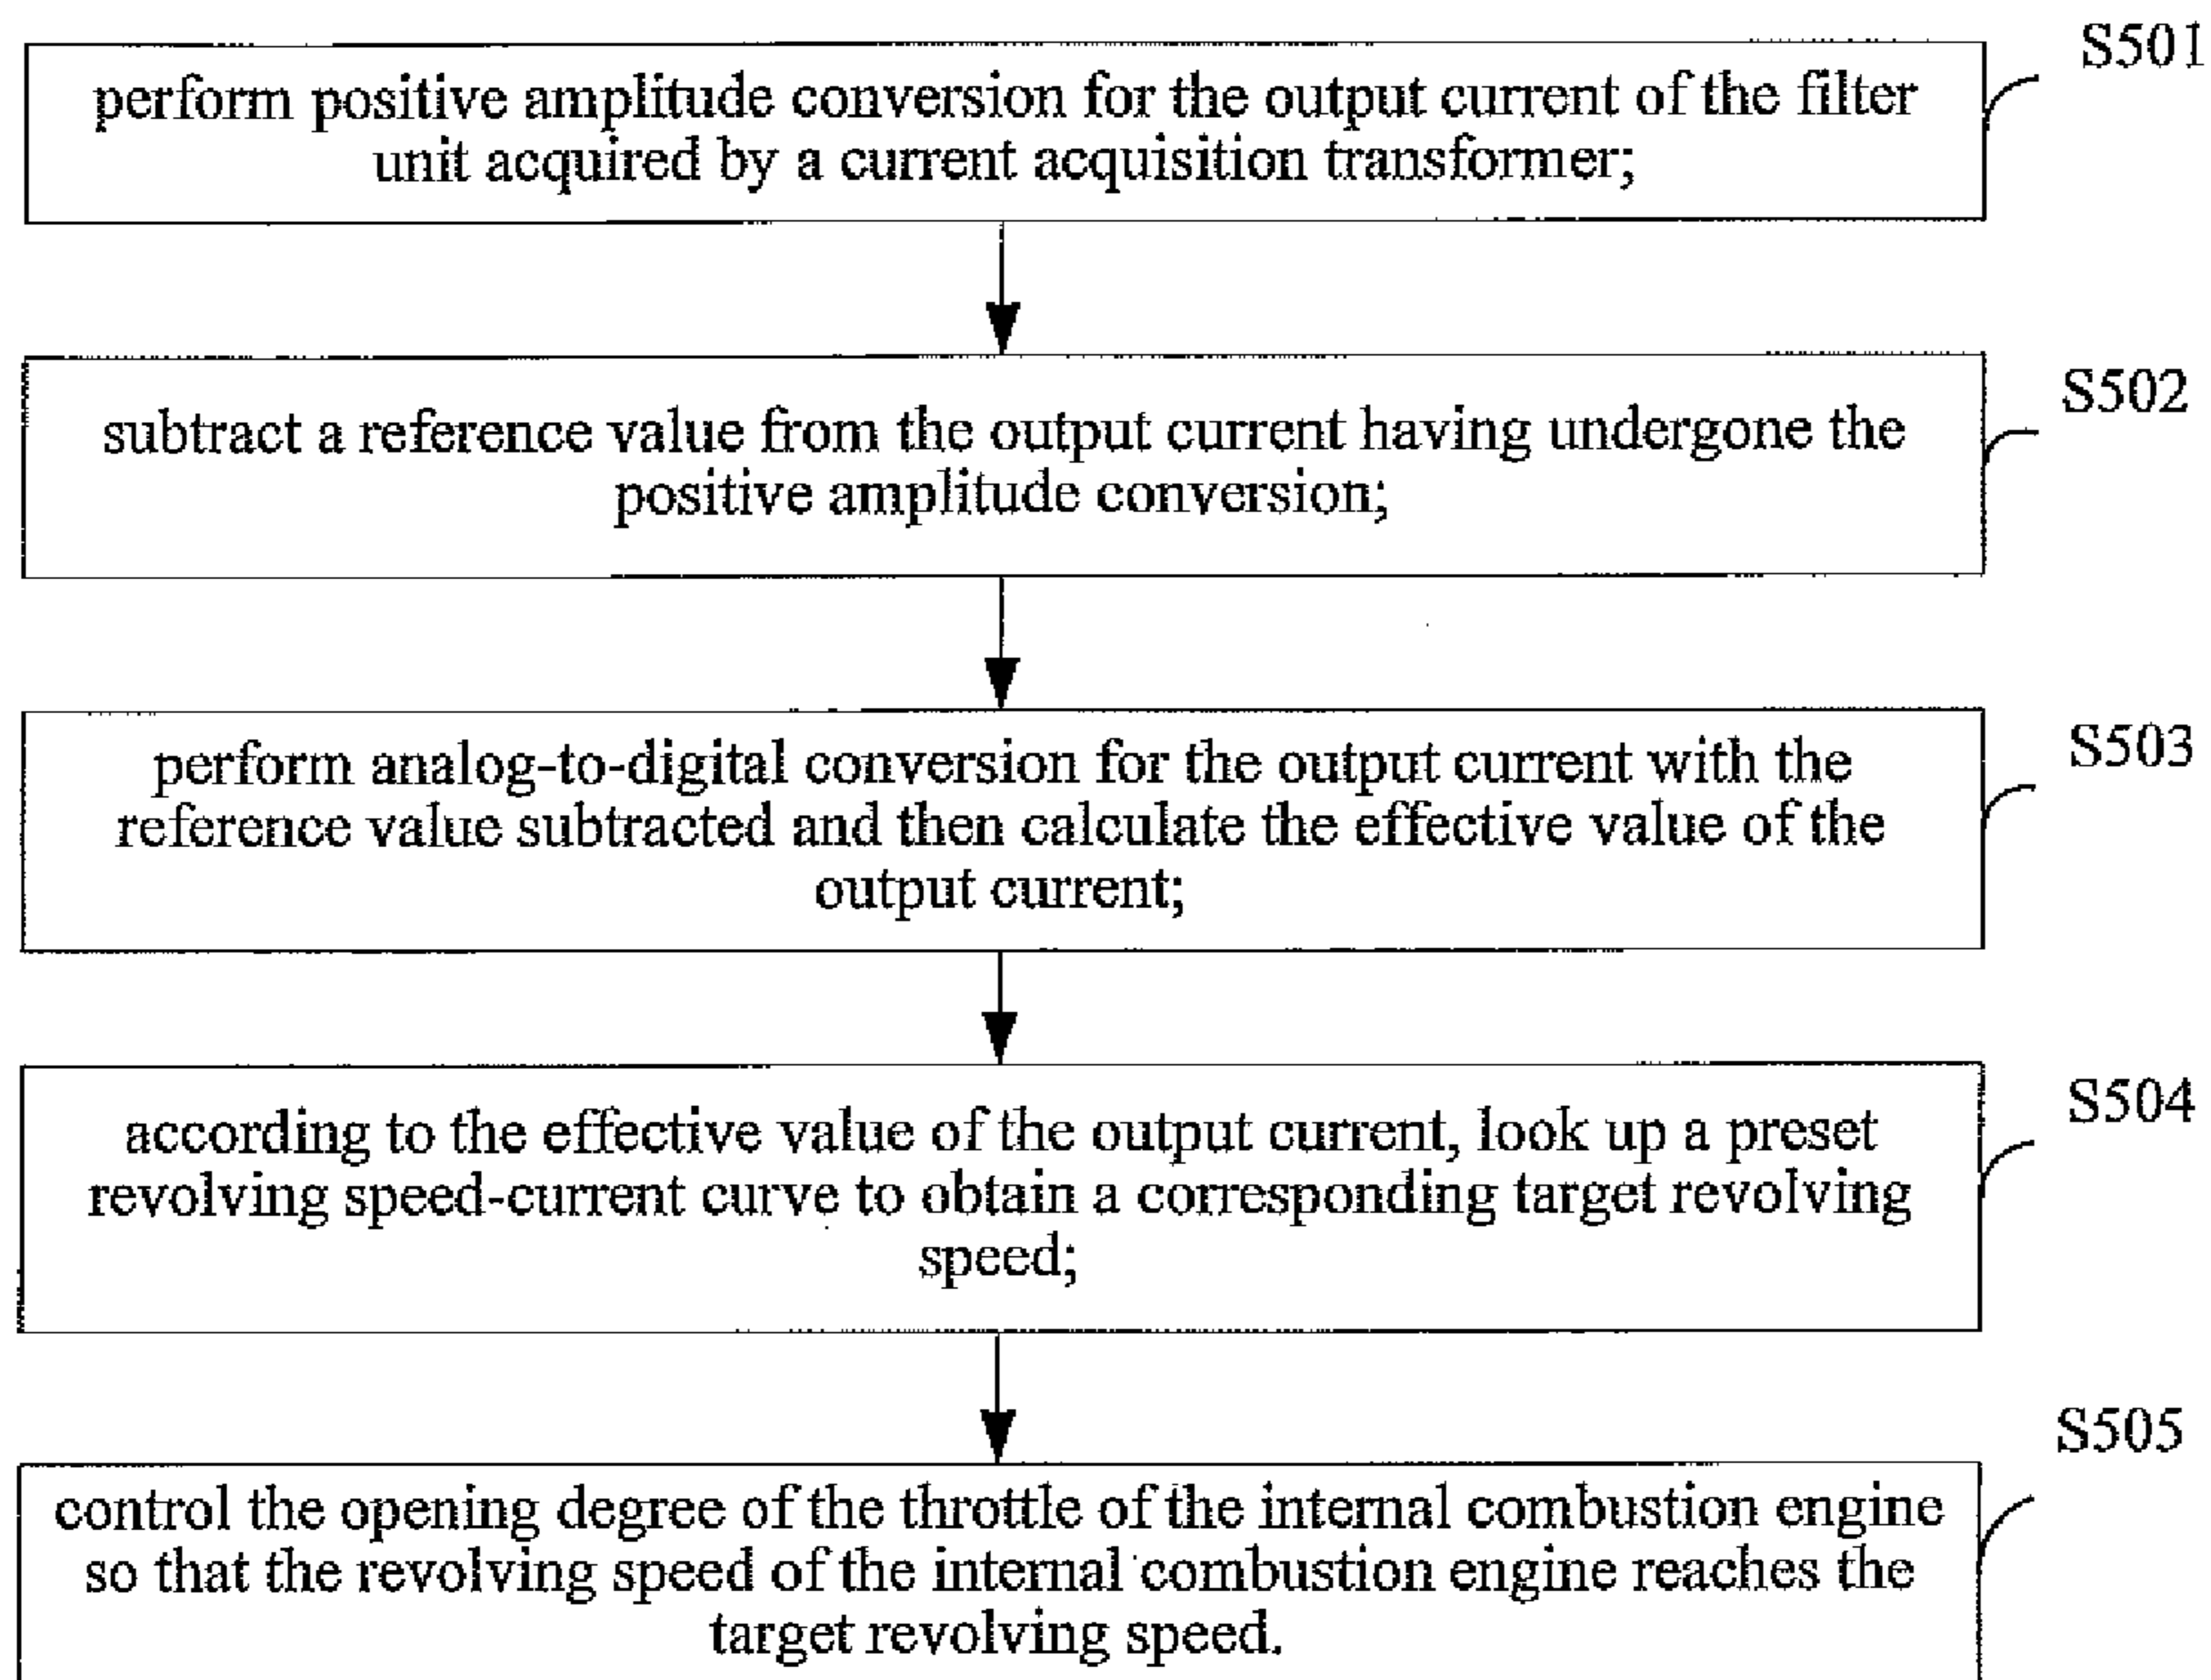 S501
perform positive amplitude conversion for the output current of the filter
unit acquired by a current acquisition transformer;
S502
subtract a reference value from the output current having undergone the
positive amplitude conversion;
S503
perform analog-to-digital conversion for the output current with the
reference value subtracted and then calculate the effective value of the
output current;
S504
according to the effective value of the output current, look up a preset
revolving speed-current curve to obtain a corresponding target revolving
speed;
S505
control the opening degree of the throttle of the internal combustion engine
so that the revolving speed of the internal combustion engine reaches the
target revolving speed.